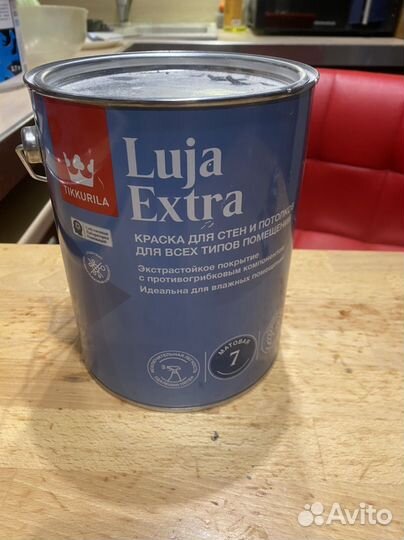 TIKKURILA
Luja
Extra
КРАСКА ДЛЯ СТЕН И ПОТОЛКОВ
ДЛЯ ВСЕХ ТИПОВ ПОМЕЩЕНИЙ
Экстрастойкое покрытие
с противогрибковым компонентом
Идеальна для влажных помещений
МАТОВАЯ
7
Avito